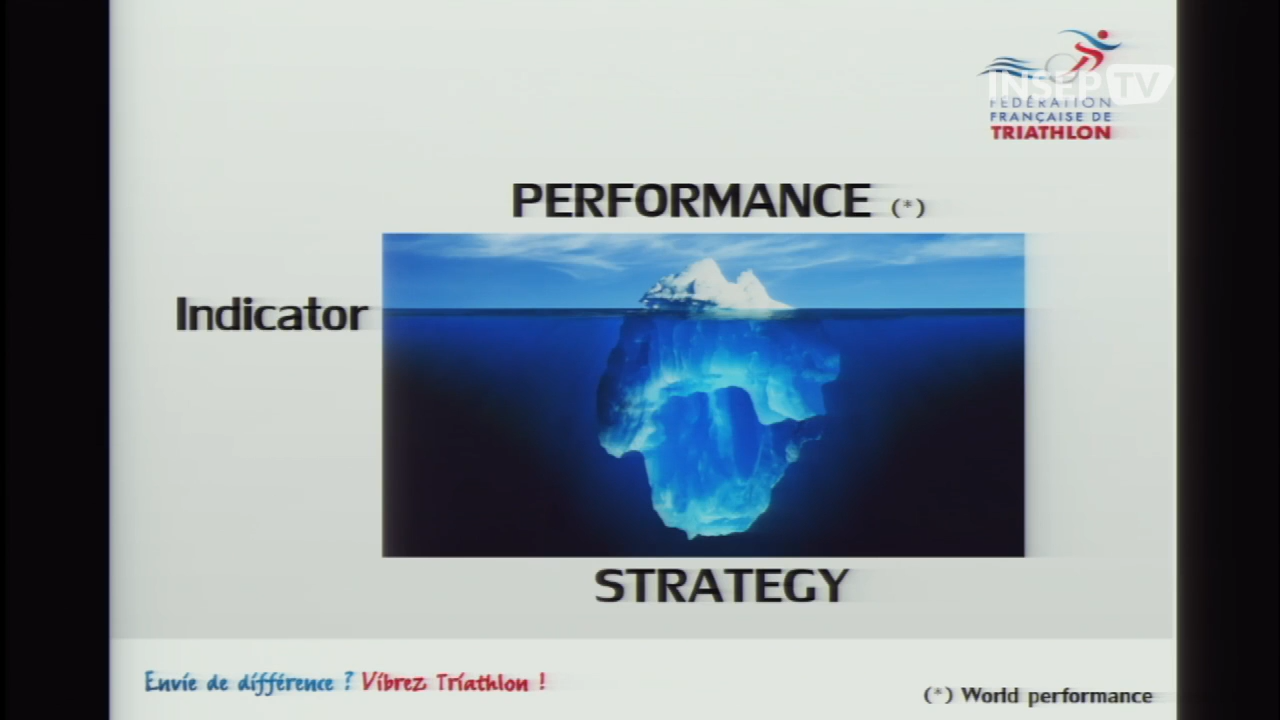 INSEP TV
FÉDÉRATION
FRANÇAISE DE
TRIATHLON
PERFORMANCE (*)
Indicator
STRATEGY
Envie de différence ? Vibrez Triathlon !
(*) World performance